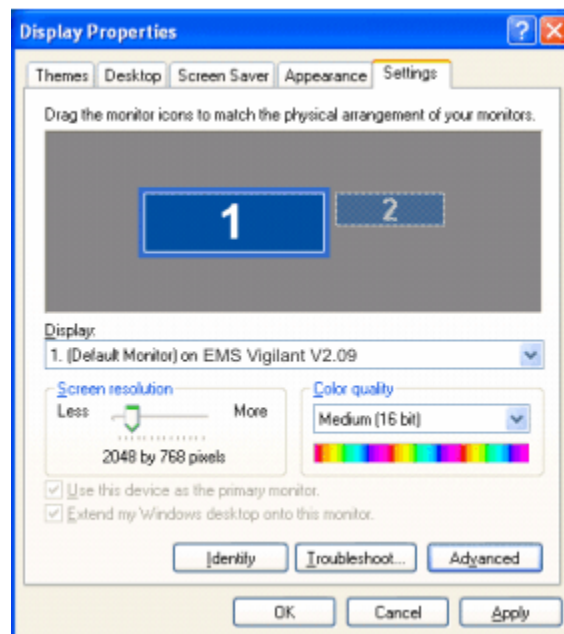 Display Properties
Themes Desktop Screen Saver Appearance Settings
Drag the monitor icons to match the physical arrangement of your monitors.
1 2
Display:
1. (Default Monitor) on EMS Vigilant V2.09
Screen resolution
Less More
2048 by 768 pixels
Color quality
Medium (16 bit)
Use this device as the primary monitor.
Extend my Windows desktop onto this monitor.
Identify Troubleshoot... Advanced
OK Cancel Apply